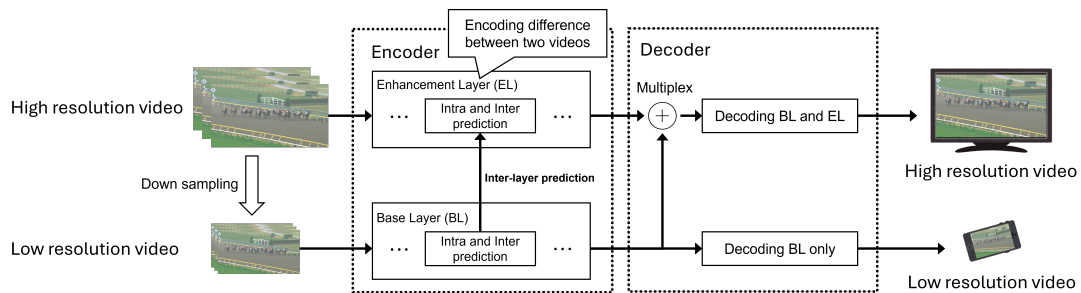 Encoding difference
between two videos
Encoder
Decoder
Enhancement Layer (EL)
Multiplex
High resolution video
...
Intra and Inter
prediction
...
+
Decoding BL and EL
High resolution video
Down sampling
Inter-layer prediction
Base Layer (BL)
Low resolution video
...
Intra and Inter
prediction
...
Decoding BL only
Low resolution video